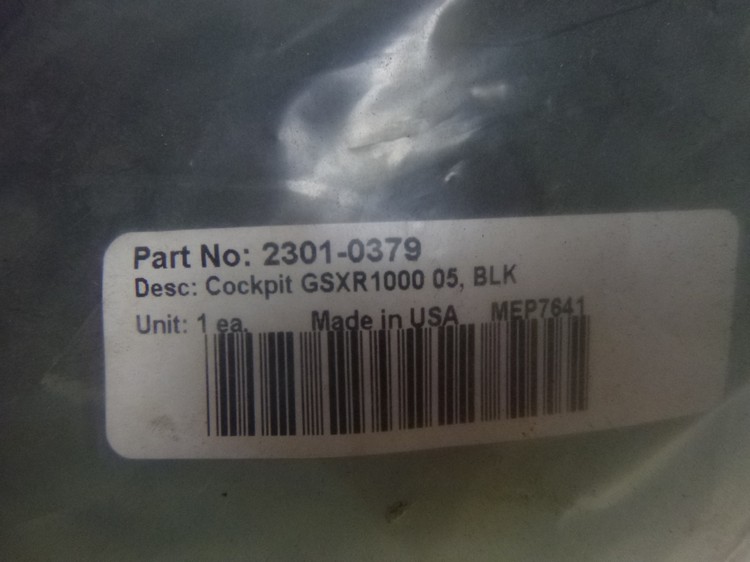 Part No: 2301-0379
Desc: Cockpit GSXR1000 05, BLK
Unit: 1 ea. Made in USA MEP7641